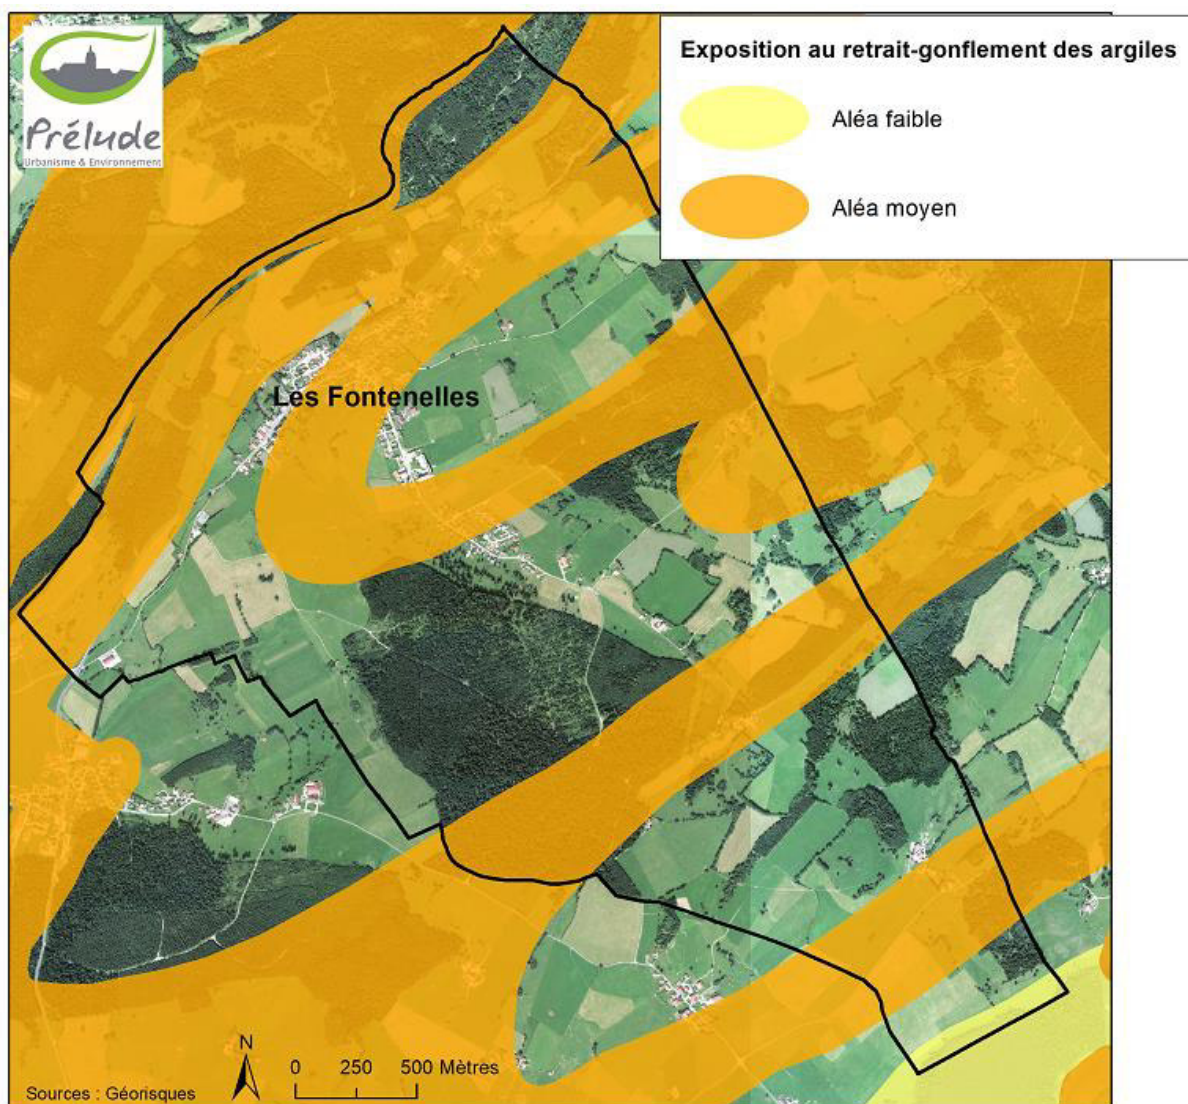 Prélude
Urbanisme & Environnement
Exposition au retrait-gonflement des argiles
Aléa faible
Aléa moyen
Les Fontenelles
N
0 250 500 Mètres
Sources : Géorisques